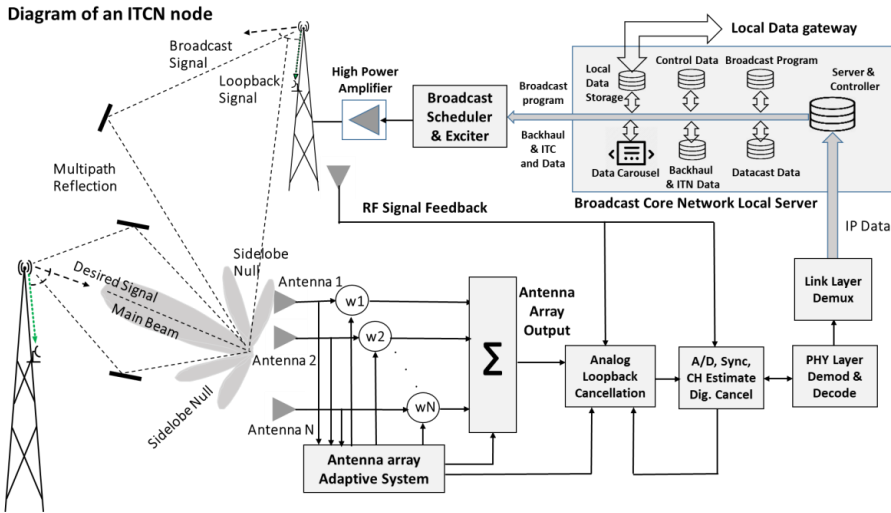 Diagram of an ITCN node
Broadcast
Signal
Loopback
Signal
High Power
Amplifier
Broadcast
Scheduler
& Exciter
Broadcast
program
Backhaul
& ITC
and Data
Local Data gateway
Local
Data
Storage
Control Data
Broadcast Program
Server &
Controller
Data Carousel
Backhaul
& ITN Data
Datacast Data
Broadcast Core Network Local Server
Multipath
Reflection
RF Signal Feedback
IP Data
Sidelobe
Null
Desired Signal
Main Beam
Sidelobe Null
Antenna 1
Antenna 2
Antenna N
w1
w2
wN
Σ
Antenna
Array
Output
Antenna array
Adaptive System
Analog
Loopback
Cancellation
A/D, Sync,
CH Estimate
Dig. Cancel
Link Layer
Demux
PHY Layer
Demod &
Decode